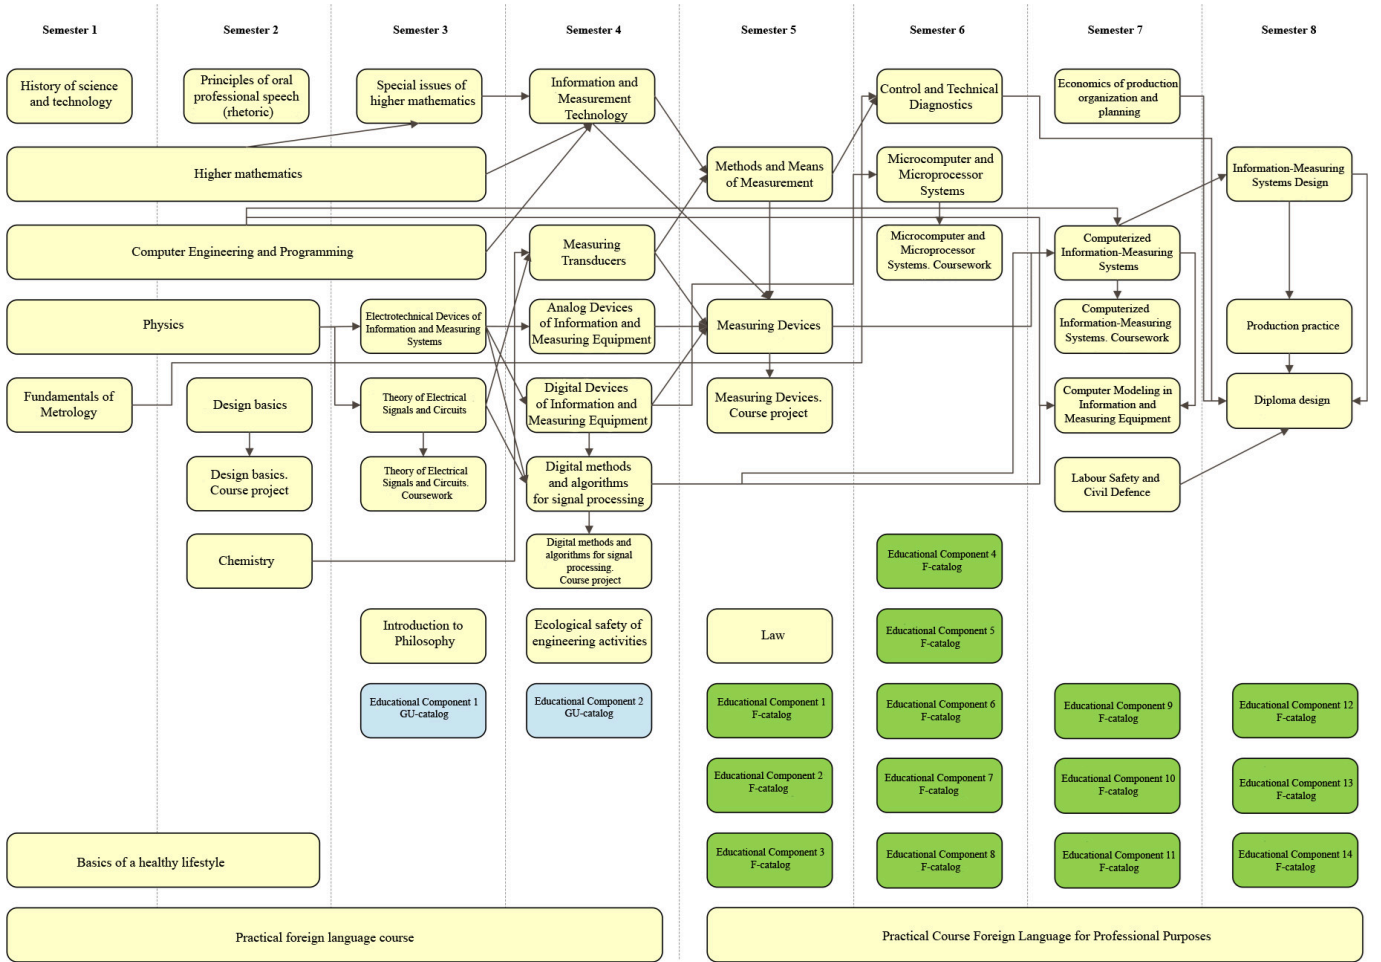 Semester 1
Semester 2
Semester 3
Semester 4
Semester 5
Semester 6
Semester 7
Semester 8
History of science
and technology
Principles of oral
professional speech
(rhetoric)
Special issues of
higher mathematics
Information and
Measurement
Technology
Control and Technical
Diagnostics
Economics of production
organization and
planning
Higher mathematics
Methods and Means
of Measurement
Microcomputer and
Microprocessor
Systems
Information-Measuring
Systems Design
Computer Engineering and Programming
Measuring
Transducers
Microcomputer and
Microprocessor
Systems. Coursework
Computerized
Information-Measuring
Systems
Physics
Electrotechnical Devices of
Information and Measuring
Systems
Analog Devices
of Information and
Measuring Equipment
Measuring Devices
Computerized
Information-Measuring
Systems. Coursework
Production practice
Fundamentals of
Metrology
Design basics
Theory of Electrical
Signals and Circuits
Digital Devices
of Information and
Measuring Equipment
Measuring Devices.
Course project
Computer Modeling in
Information and
Measuring Equipment
Diploma design
Design basics.
Course project
Theory of Electrical
Signals and Circuits.
Coursework
Digital methods
and algorithms
for signal processing
Labour Safety and
Civil Defence
Chemistry
Digital methods and
algorithms for signal
processing.
Course project
Educational Component 4
F-catalog
Introduction to
Philosophy
Ecological safety of
engineering activities
Law
Educational Component 5
F-catalog
Educational Component 1
GU-catalog
Educational Component 2
GU-catalog
Educational Component 1
F-catalog
Educational Component 6
F-catalog
Educational Component 9
F-catalog
Educational Component 12
F-catalog
Educational Component 2
F-catalog
Educational Component 7
F-catalog
Educational Component 10
F-catalog
Educational Component 13
F-catalog
Basics of a healthy lifestyle
Educational Component 3
F-catalog
Educational Component 8
F-catalog
Educational Component 11
F-catalog
Educational Component 14
F-catalog
Practical foreign language course
Practical Course Foreign Language for Professional Purposes